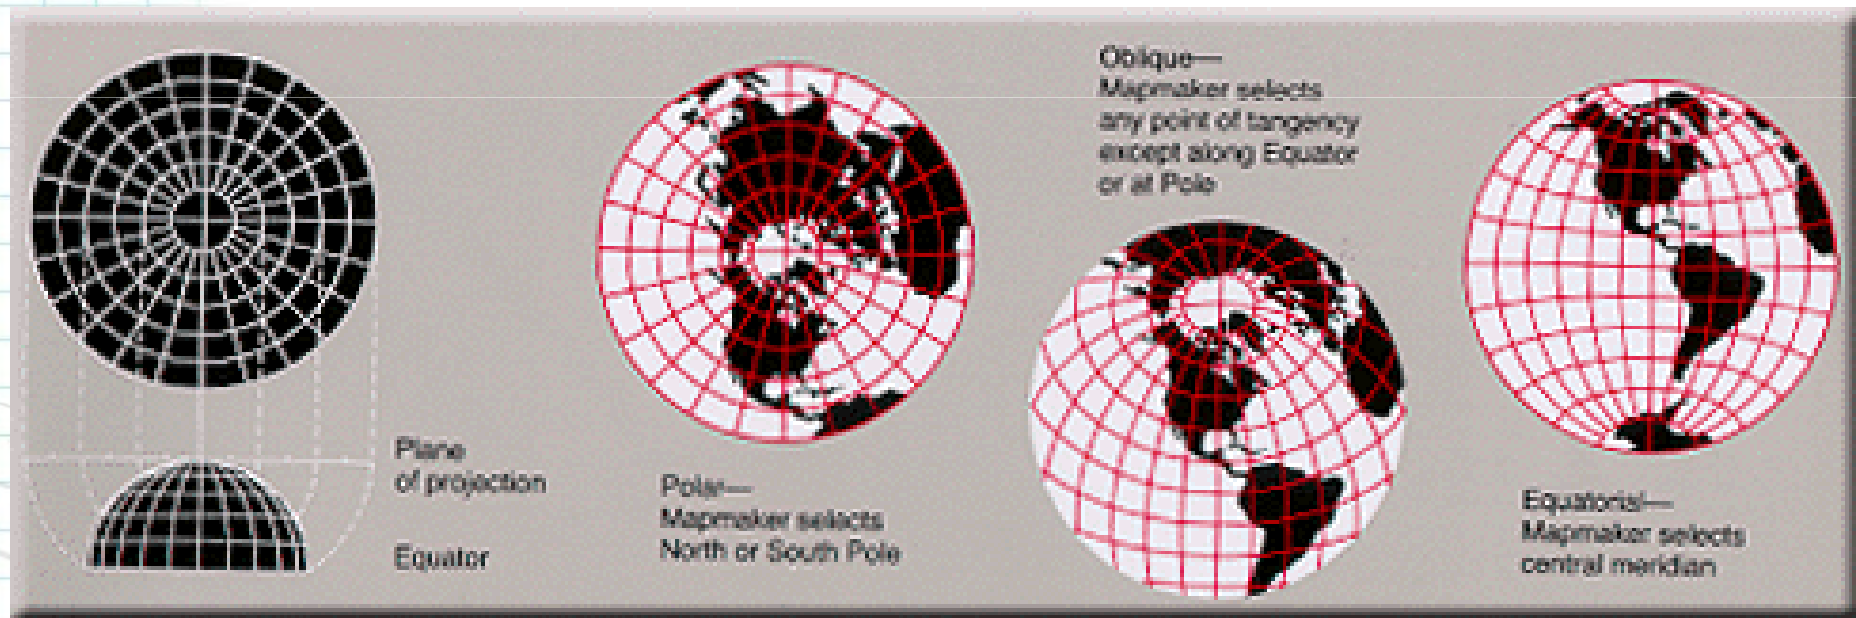 Plane
of projection
Equator
Polar—
Mapmaker selects
North or South Pole
Oblique—
Mapmaker selects
any point of tangency
except along Equator
or at Pole
Equatorial—
Mapmaker selects
central meridian